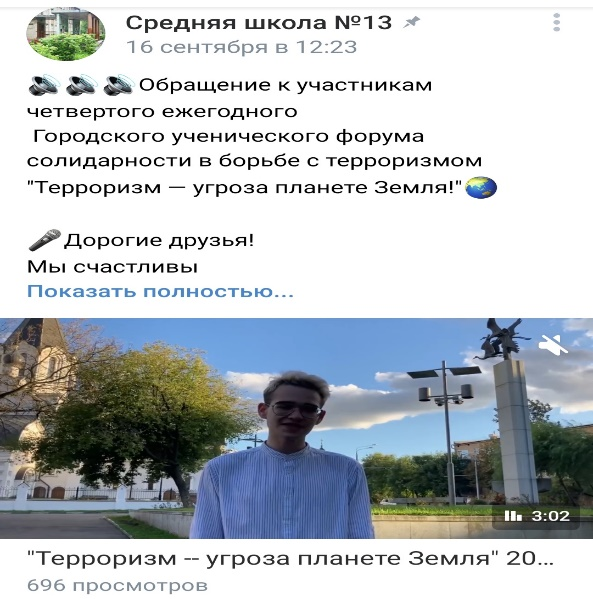 Средняя школа №13
16 сентября в 12:23
Обращение к участникам
четвертого ежегодного
Городского ученического форума
солидарности в борьбе с терроризмом
"Терроризм — угроза планете Земля!"
Дорогие друзья!
Мы счастливы
Показать полностью...
3:02
"Терроризм -- угроза планете Земля" 20...
696 просмотров